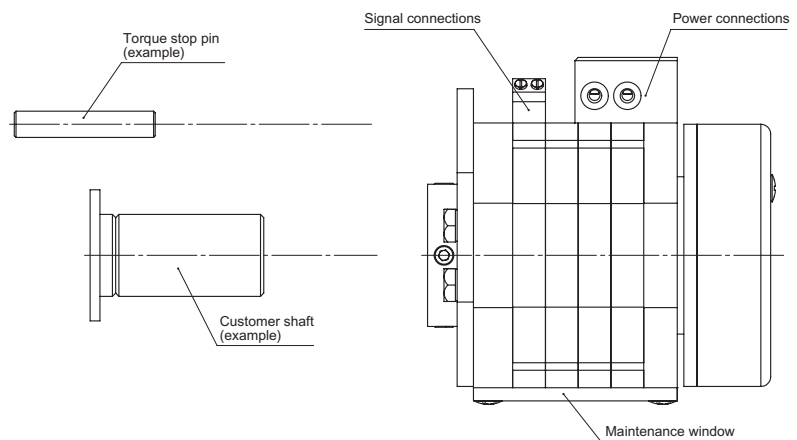 Signal connections
Power connections
Torque stop pin
(example)
Customer shaft
(example)
Maintenance window